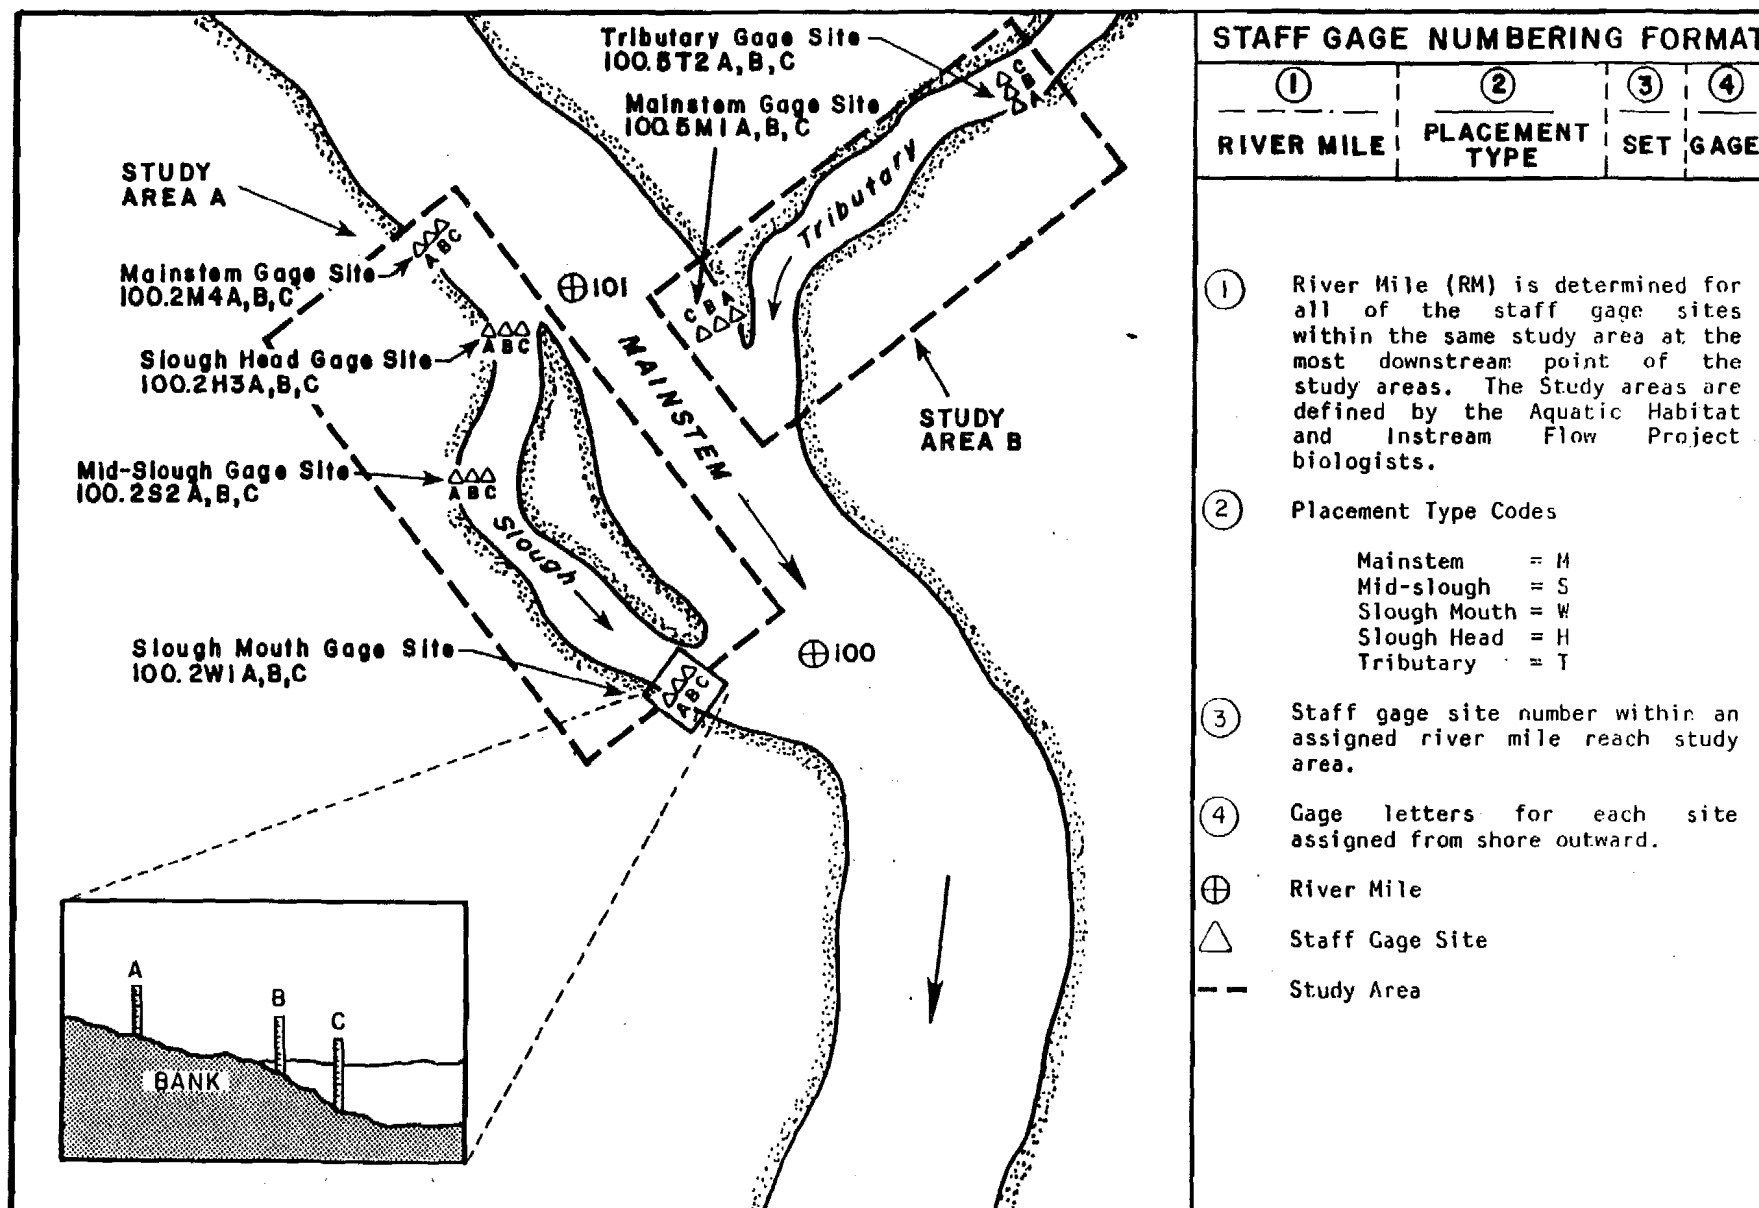 Tributary Gage Site
100.5T2 A,B,C
Mainstem Gage Site
100.5M1A,B,C
C
B
A
Tributary
STUDY
AREA A
A B C
Mainstem Gage Site
100.2M4A,B,C
101
C B A
Slough Head Gage Site
100.2H3A,B,C
A B C
MAINSTEM
STUDY
AREA B
Mid-Slough Gage Site
100.2S2 A,B,C
A B C
Slough
Slough Mouth Gage Site
100.2W1A,B,C
A B C
100
A
B
C
BANK
STAFF GAGE NUMBERING FORMAT
1 2 3 4
RIVER MILE
PLACEMENT
TYPE
SET
GAGE
1 River Mile (RM) is determined for
all of the staff gage sites
within the same study area at the
most downstream point of the
study areas. The Study areas are
defined by the Aquatic Habitat
and Instream Flow Project
biologists.
2 Placement Type Codes
Mainstem = M
Mid-slough = S
Slough Mouth = W
Slough Head = H
Tributary = T
3 Staff gage site number within an
assigned river mile reach study
area.
4 Gage letters for each site
assigned from shore outward.
River Mile
Staff Gage Site
Study Area